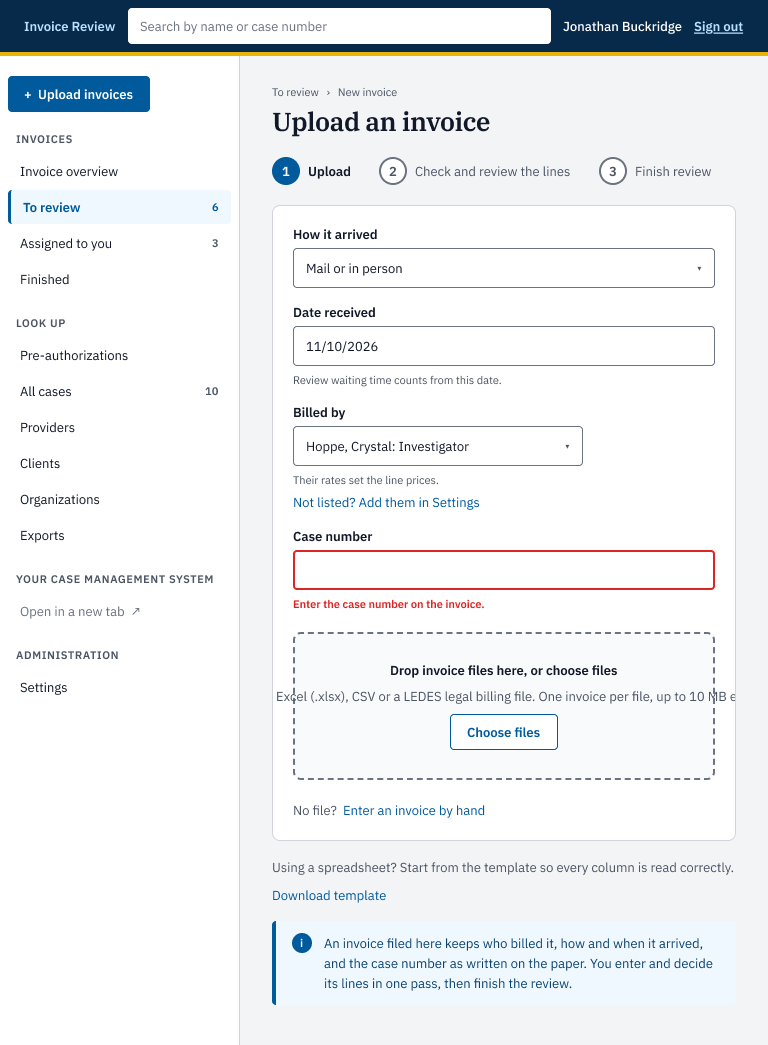 Invoice Review
Search by name or case number
Jonathan Buckridge
Sign out
+ Upload invoices
INVOICES
Invoice overview
To review 6
Assigned to you 3
Finished
LOOK UP
Pre-authorizations
All cases 10
Providers
Clients
Organizations
Exports
YOUR CASE MANAGEMENT SYSTEM
Open in a new tab ↗
ADMINISTRATION
Settings
To review › New invoice
Upload an invoice
1 Upload
2 Check and review the lines
3 Finish review
How it arrived
Mail or in person
Date received
11/10/2026
Review waiting time counts from this date.
Billed by
Hoppe, Crystal: Investigator
Their rates set the line prices.
Not listed? Add them in Settings
Case number
Enter the case number on the invoice.
Drop invoice files here, or choose files
Excel (.xlsx), CSV or a LEDES legal billing file. One invoice per file, up to 10 MB
Choose files
No file? Enter an invoice by hand
Using a spreadsheet? Start from the template so every column is read correctly.
Download template
i
An invoice filed here keeps who billed it, how and when it arrived,
and the case number as written on the paper. You enter and decide
its lines in one pass, then finish the review.